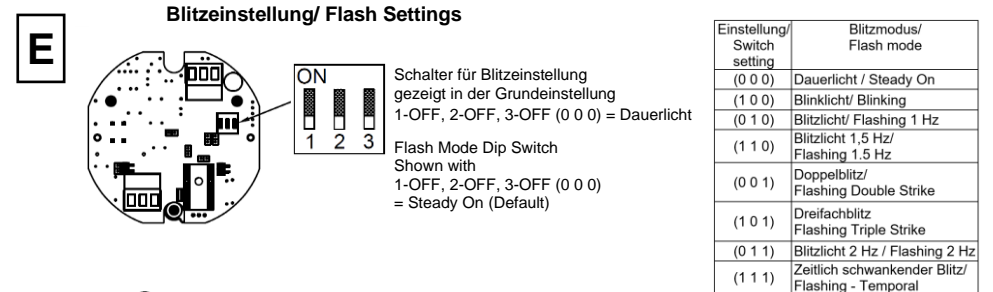 Blitzeinstellung/ Flash Settings
E
ON
1 2 3
Schalter für Blitzeinstellung
gezeigt in der Grundeinstellung
1-OFF, 2-OFF, 3-OFF (0 0 0) = Dauerlicht
Flash Mode Dip Switch
Shown with
1-OFF, 2-OFF, 3-OFF (0 0 0)
= Steady On (Default)
Einstellung/ Blitzmodus/
Switch Flash mode
setting
(0 0 0) Dauerlicht / Steady On
(1 0 0) Blinklicht/ Blinking
(0 1 0) Blitzlicht/ Flashing 1 Hz
(1 1 0) Blitzlicht 1,5 Hz/
Flashing 1.5 Hz
(0 0 1) Doppelblitz/
Flashing Double Strike
(1 0 1) Dreifachblitz
Flashing Triple Strike
(0 1 1) Blitzlicht 2 Hz / Flashing 2 Hz
(1 1 1) Zeitlich schwankender Blitz/
Flashing - Temporal